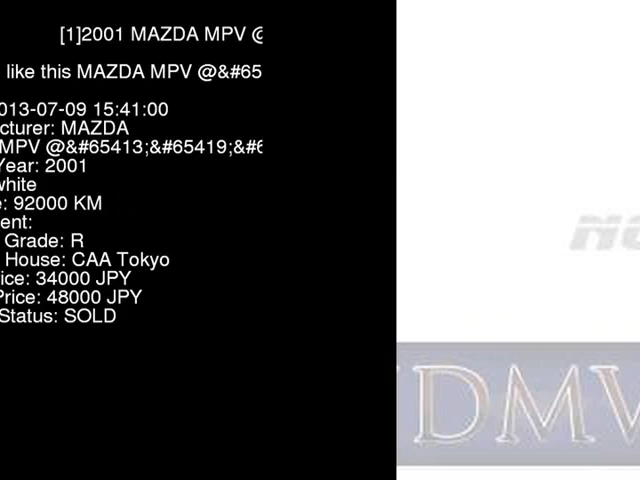 [1]2001 MAZDA MPV @
like this MAZDA MPV @&#65
013-07-09 15:41:00
cturer: MAZDA
MPV @&#65413;&#65419;&#6
Year: 2001
white
e: 92000 KM
ent:
Grade: R
House: CAA Tokyo
ice: 34000 JPY
Price: 48000 JPY
Status: SOLD
DMV